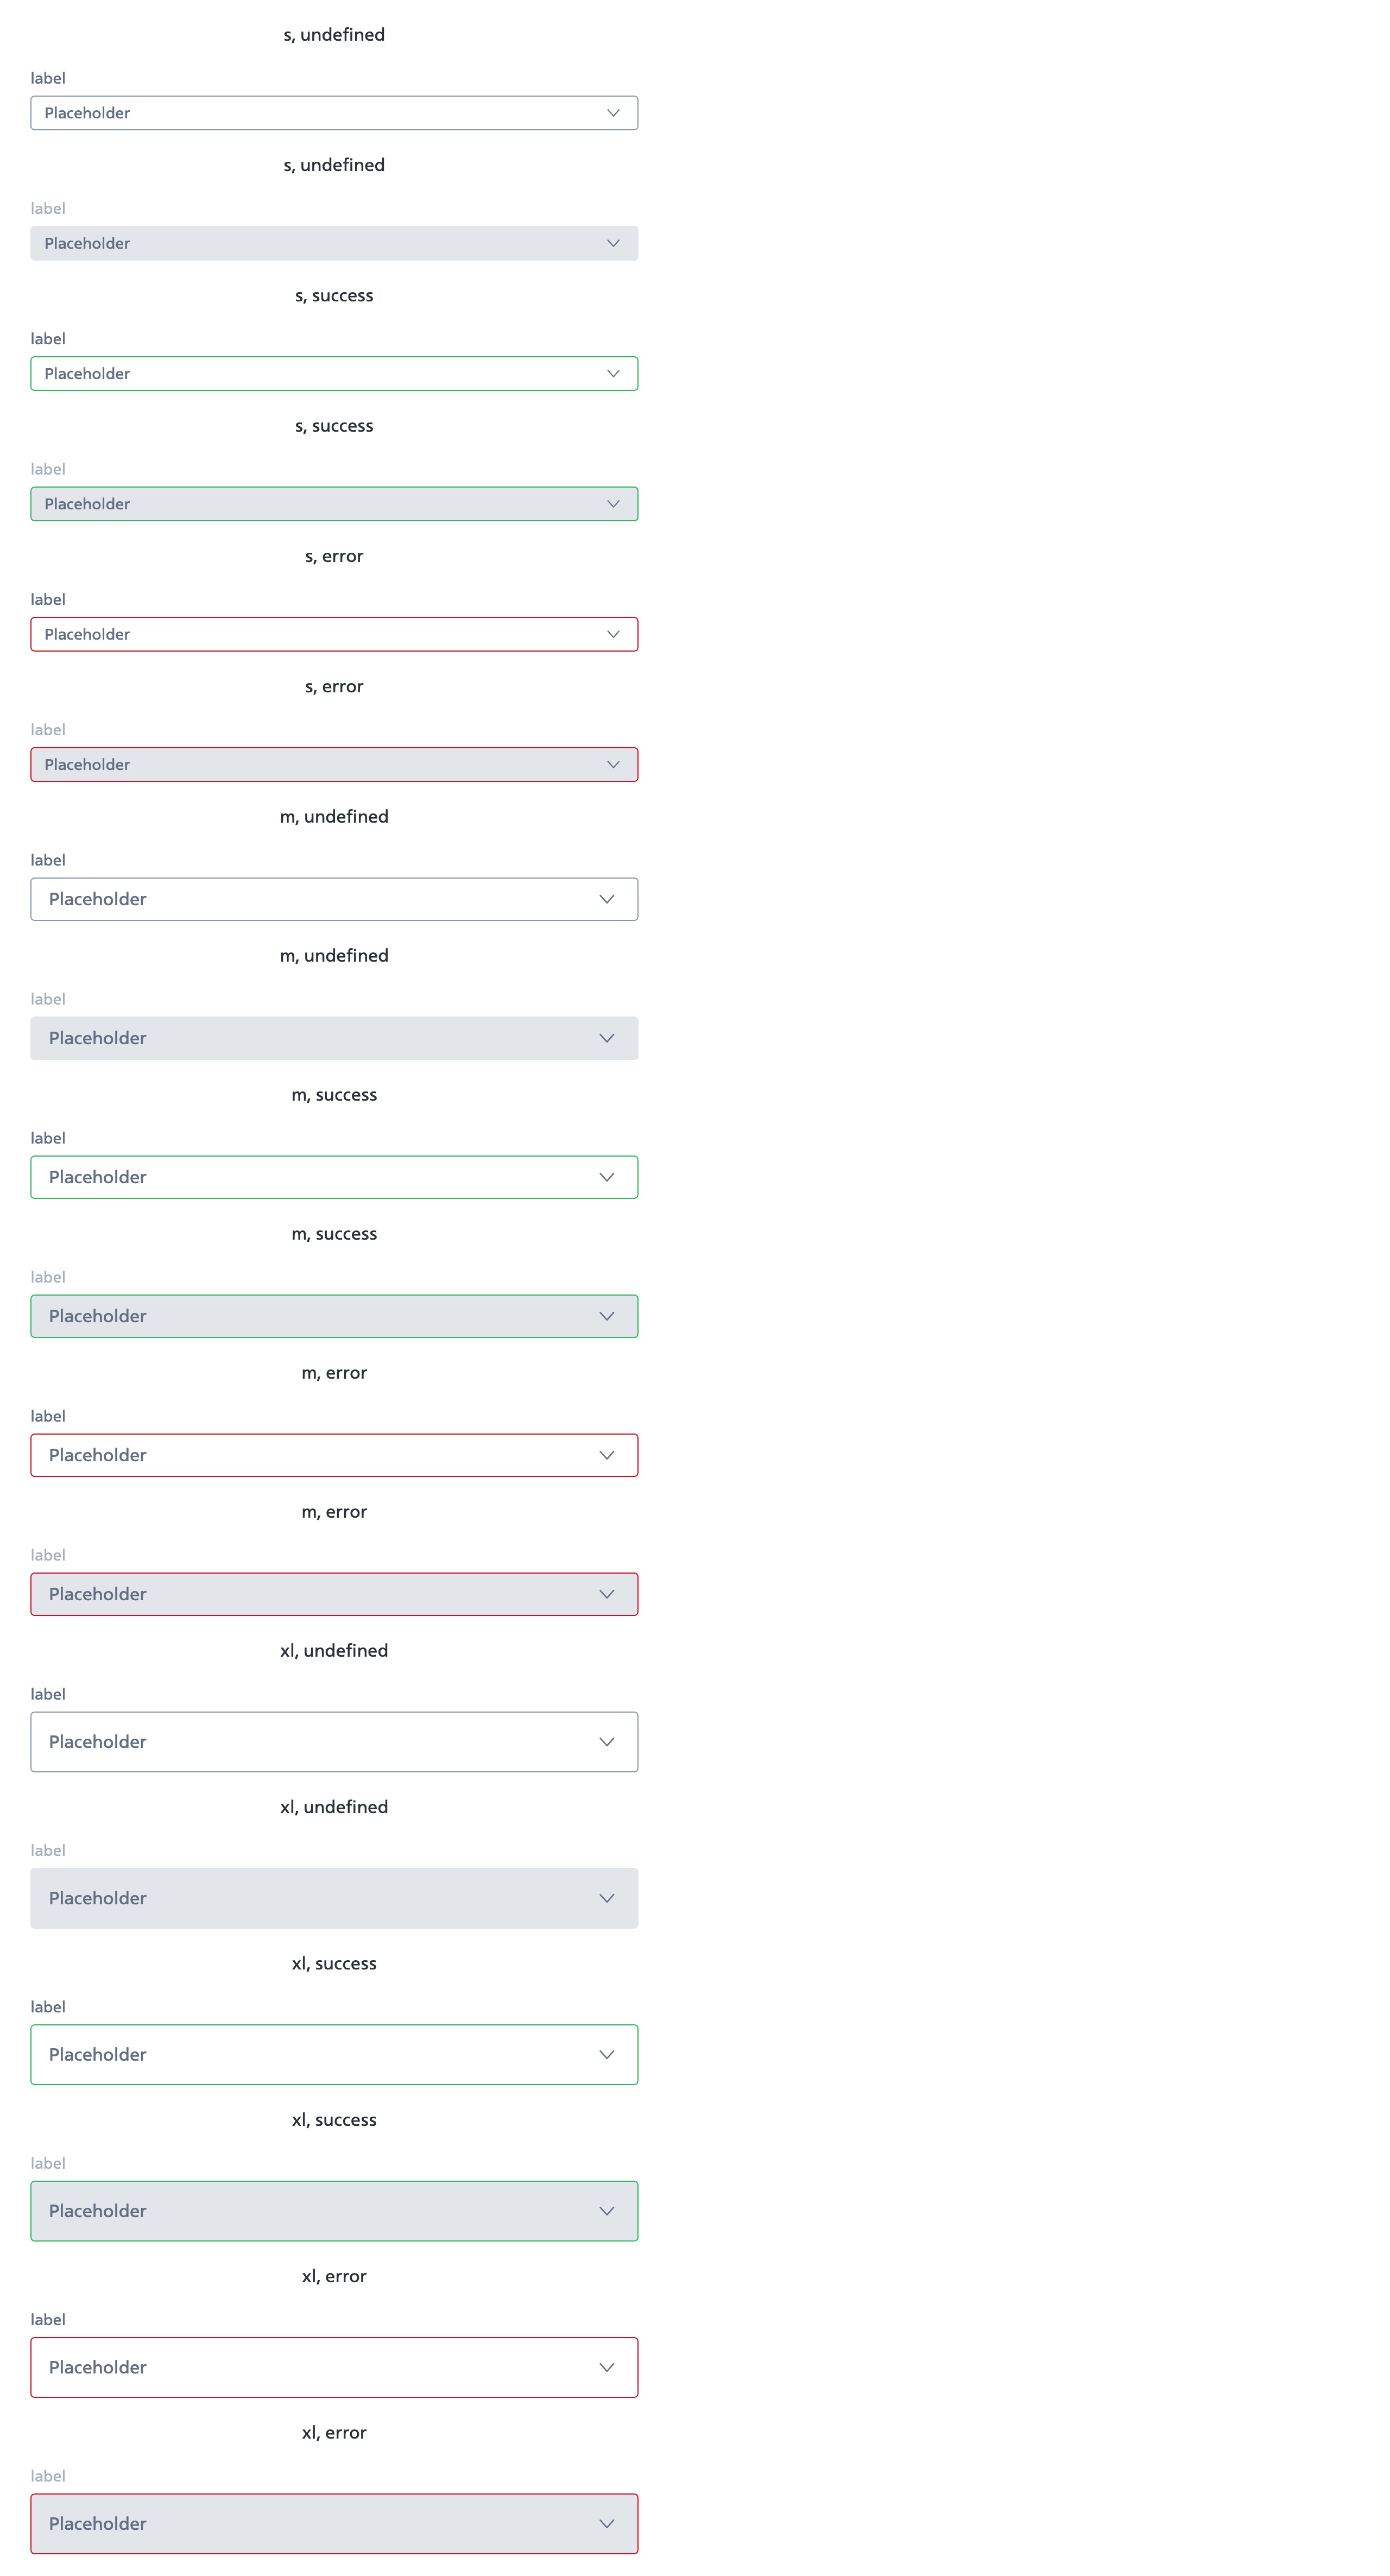 s, undefined
label
Placeholder
s, undefined
label
Placeholder
s, success
label
Placeholder
s, success
label
Placeholder
s, error
label
Placeholder
s, error
label
Placeholder
m, undefined
label
Placeholder
m, undefined
label
Placeholder
m, success
label
Placeholder
m, success
label
Placeholder
m, error
label
Placeholder
m, error
label
Placeholder
xl, undefined
label
Placeholder
xl, undefined
label
Placeholder
xl, success
label
Placeholder
xl, success
label
Placeholder
xl, error
label
Placeholder
xl, error
label
Placeholder